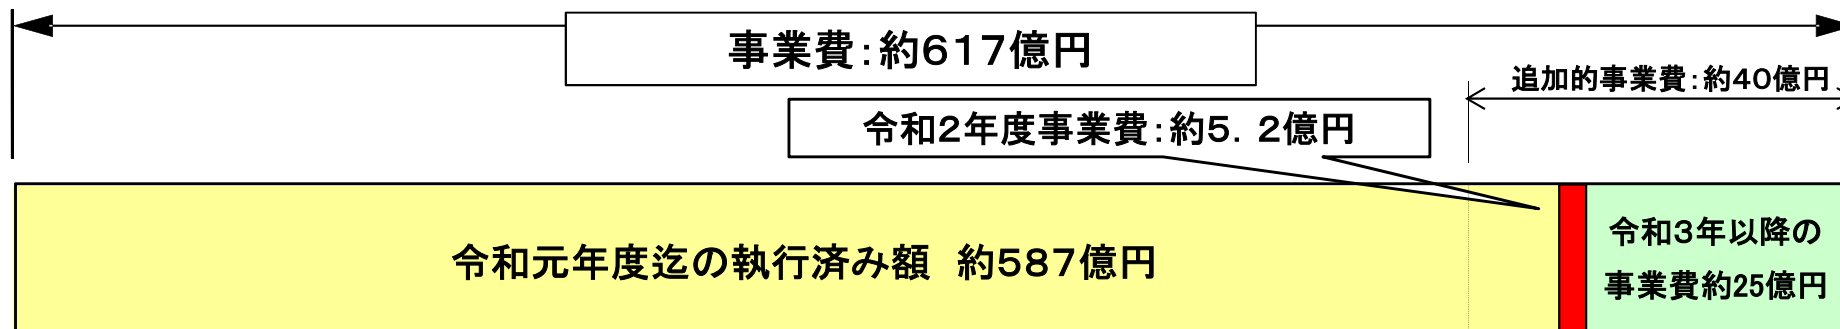 事業費：約６１７億円
追加的事業費：約４０億円
令和２年度事業費：約５．２億円
令和元年度迄の執行済み額　約５８７億円
令和３年以降の
事業費約25億円